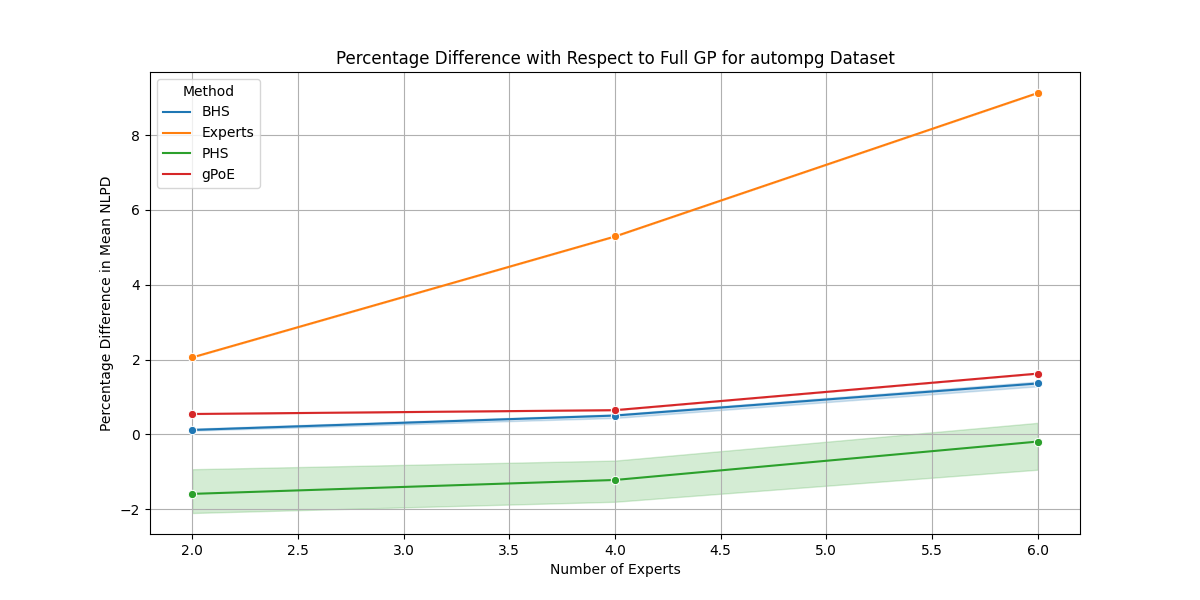 Percentage Difference with Respect to Full GP for autompg Dataset
Method
BHS
Experts
PHS
gPoE
Percentage Difference in Mean NLPD
8
6
4
2
0
−2
2.0 2.5 3.0 3.5 4.0 4.5 5.0 5.5 6.0
Number of Experts